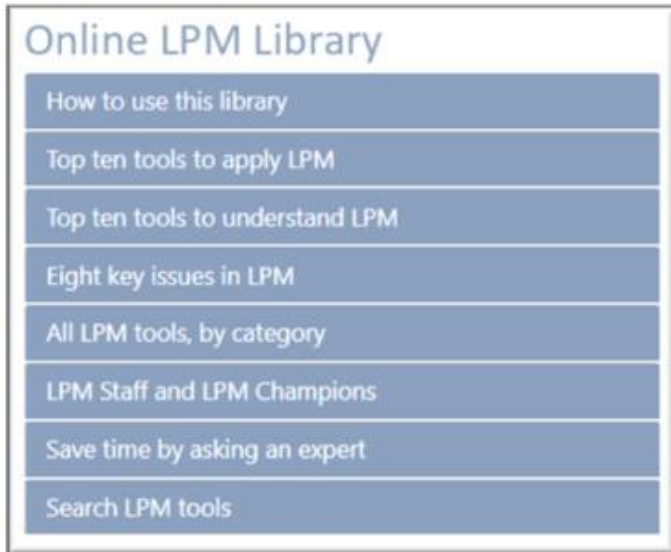 Online LPM Library
How to use this library
Top ten tools to apply LPM
Top ten tools to understand LPM
Eight key issues in LPM
All LPM tools, by category
LPM Staff and LPM Champions
Save time by asking an expert
Search LPM tools